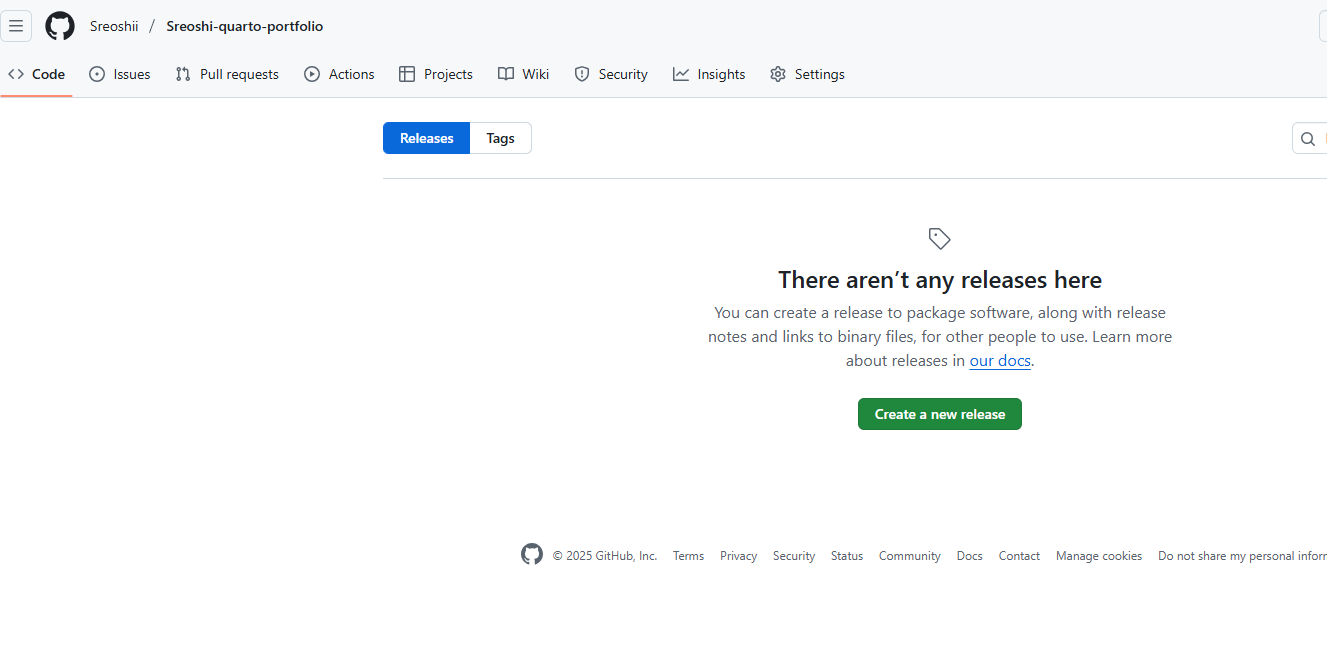 Sreoshii / Sreoshi-quarto-portfolio
Code Issues Pull requests Actions Projects Wiki Security Insights Settings
Releases Tags
There aren’t any releases here
You can create a release to package software, along with release
notes and links to binary files, for other people to use. Learn more
about releases in our docs.
Create a new release
© 2025 GitHub, Inc. Terms Privacy Security Status Community Docs Contact Manage cookies Do not share my personal